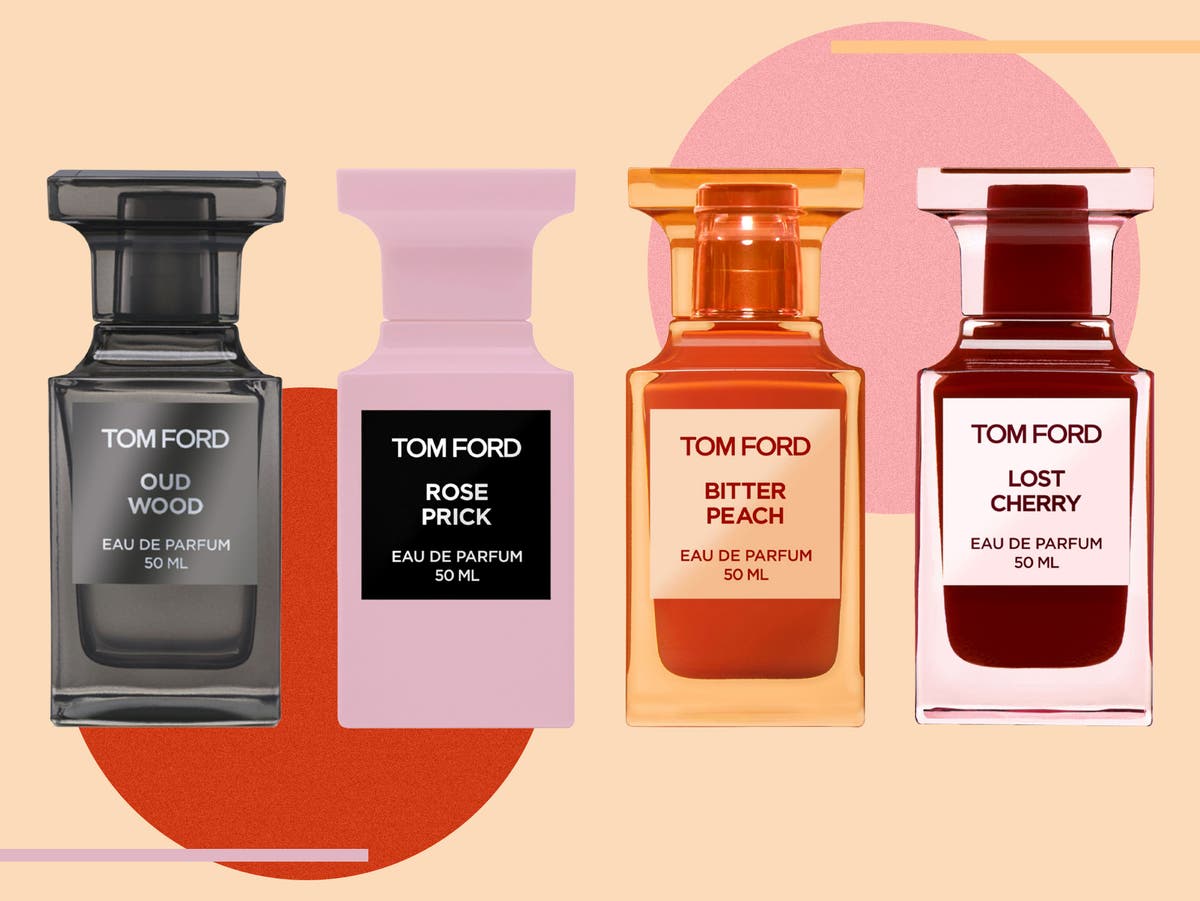 TOM FORD
OUD
WOOD
EAU DE PARFUM
50 ML
TOM FORD
ROSE
PRICK
EAU DE PARFUM
50 ML
TOM FORD
BITTER
PEACH
EAU DE PARFUM
50 ML
TOM FORD
LOST
CHERRY
EAU DE PARFUM
50 ML